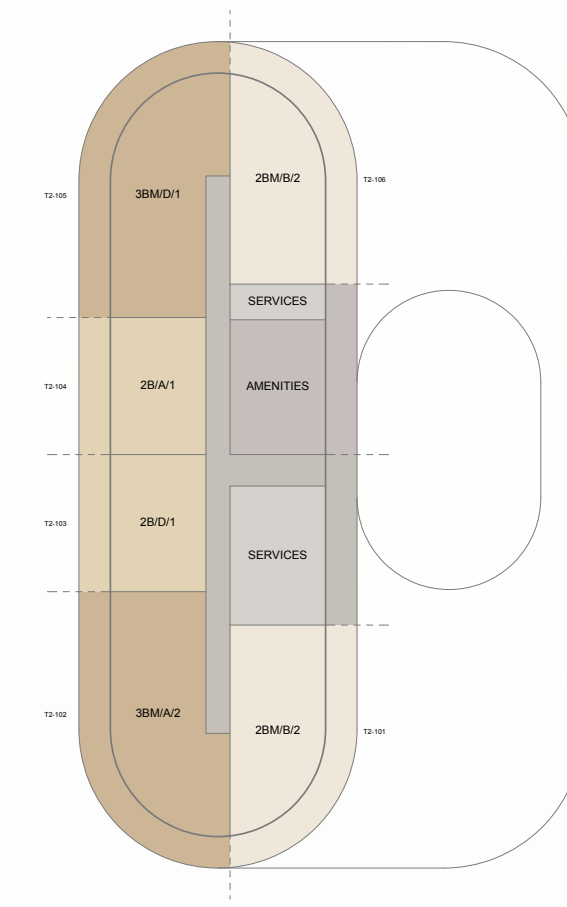 2BM/B/2
T2-106
3BM/D/1
T2-105
SERVICES
2B/A/1
AMENITIES
T2-104
2B/D/1
T2-103
SERVICES
3BM/A/2
T2-102
2BM/B/2
T2-101